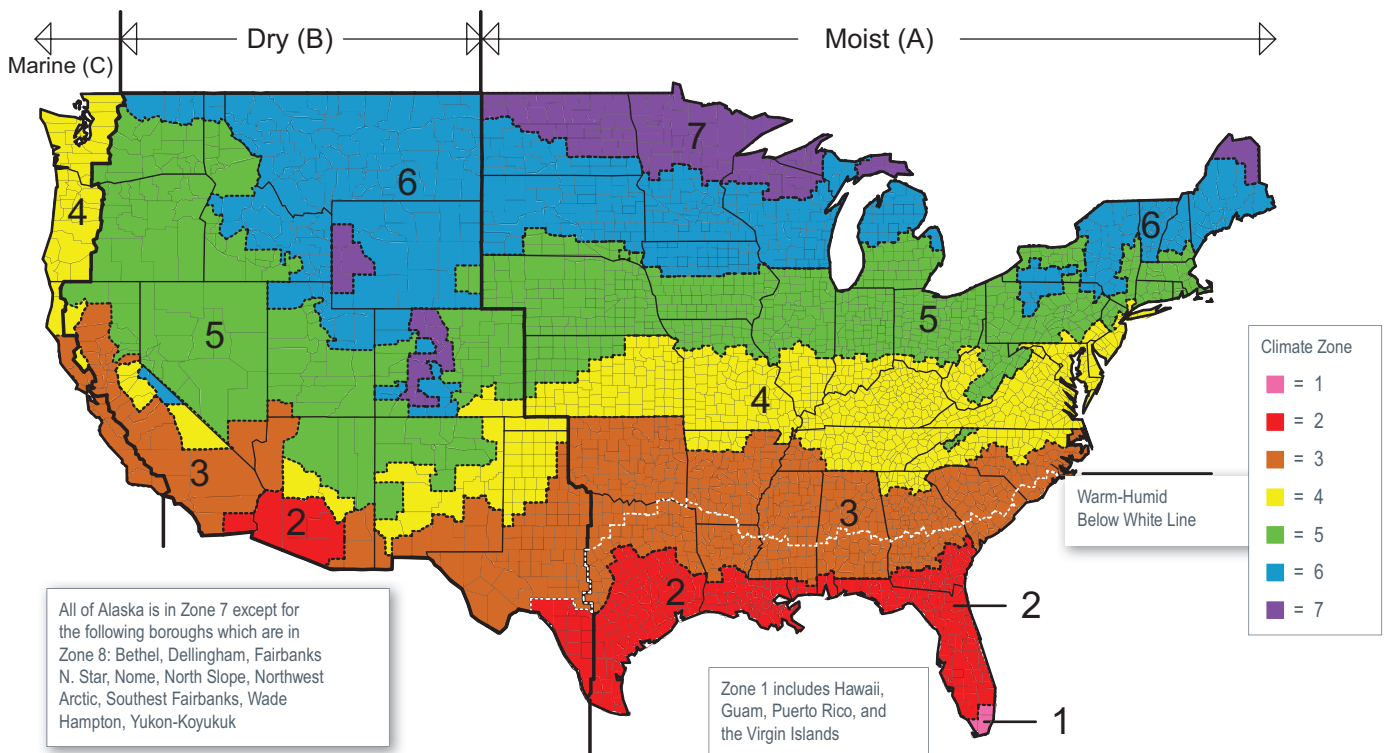 Marine (C)
Dry (B)
Moist (A)
7
6
4
6
5
5
4
3
3
2
2
2
1
Climate Zone
= 1
= 2
= 3
= 4
= 5
= 6
= 7
Warm-Humid
Below White Line
All of Alaska is in Zone 7 except for
the following boroughs which are in
Zone 8: Bethel, Dellingham, Fairbanks
N. Star, Nome, North Slope, Northwest
Arctic, Southest Fairbanks, Wade
Hampton, Yukon-Koyukuk
Zone 1 includes Hawaii,
Guam, Puerto Rico, and
the Virgin Islands